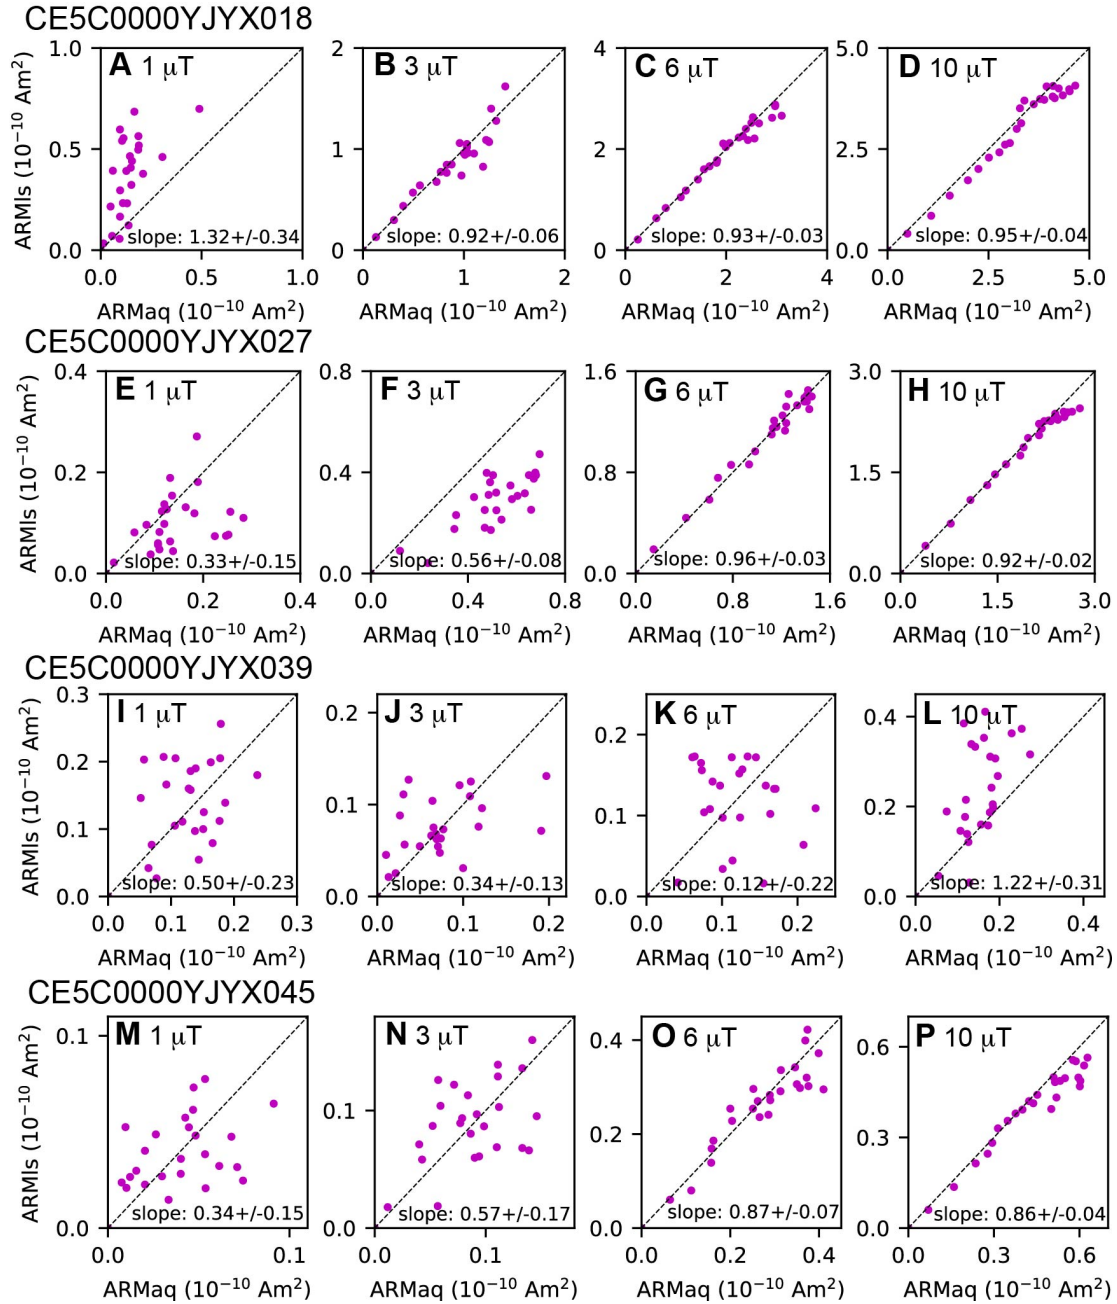 CE5C0000YJYX018
A 1 μT
B 3 μT
C 6 μT
D 10 μT
ARMIs (10⁻¹⁰ Am²)
1.0
0.5
0.0
2
1
0
4
2
0
5.0
2.5
0.0
slope: 1.32+/-0.34
slope: 0.92+/-0.06
slope: 0.93+/-0.03
slope: 0.95+/-0.04
0.0 0.5 1.0
0 1 2
0 2 4
0.0 2.5 5.0
ARMaq (10⁻¹⁰ Am²)
ARMaq (10⁻¹⁰ Am²)
ARMaq (10⁻¹⁰ Am²)
ARMaq (10⁻¹⁰ Am²)
CE5C0000YJYX027
E 1 μT
F 3 μT
G 6 μT
H 10 μT
ARMIs (10⁻¹⁰ Am²)
0.4
0.2
0.0
0.8
0.4
0.0
1.6
0.8
0.0
3.0
1.5
0.0
slope: 0.33+/-0.15
slope: 0.56+/-0.08
slope: 0.96+/-0.03
slope: 0.92+/-0.02
0.0 0.2 0.4
0.0 0.4 0.8
0.0 0.8 1.6
0.0 1.5 3.0
ARMaq (10⁻¹⁰ Am²)
ARMaq (10⁻¹⁰ Am²)
ARMaq (10⁻¹⁰ Am²)
ARMaq (10⁻¹⁰ Am²)
CE5C0000YJYX039
I 1 μT
J 3 μT
K 6 μT
L 10 μT
ARMIs (10⁻¹⁰ Am²)
0.3
0.2
0.1
0.0
0.2
0.1
0.0
0.2
0.1
0.0
0.4
0.2
0.0
slope: 0.50+/-0.23
slope: 0.34+/-0.13
slope: 0.12+/-0.22
slope: 1.22+/-0.31
0.0 0.1 0.2 0.3
0.0 0.1 0.2
0.0 0.1 0.2
0.0 0.2 0.4
ARMaq (10⁻¹⁰ Am²)
ARMaq (10⁻¹⁰ Am²)
ARMaq (10⁻¹⁰ Am²)
ARMaq (10⁻¹⁰ Am²)
CE5C0000YJYX045
M 1 μT
N 3 μT
O 6 μT
P 10 μT
ARMIs (10⁻¹⁰ Am²)
0.1
0.0
0.1
0.0
0.4
0.2
0.0
0.6
0.3
0.0
slope: 0.34+/-0.15
slope: 0.57+/-0.17
slope: 0.87+/-0.07
slope: 0.86+/-0.04
0.0 0.1
0.0 0.1
0.0 0.2 0.4
0.0 0.3 0.6
ARMaq (10⁻¹⁰ Am²)
ARMaq (10⁻¹⁰ Am²)
ARMaq (10⁻¹⁰ Am²)
ARMaq (10⁻¹⁰ Am²)